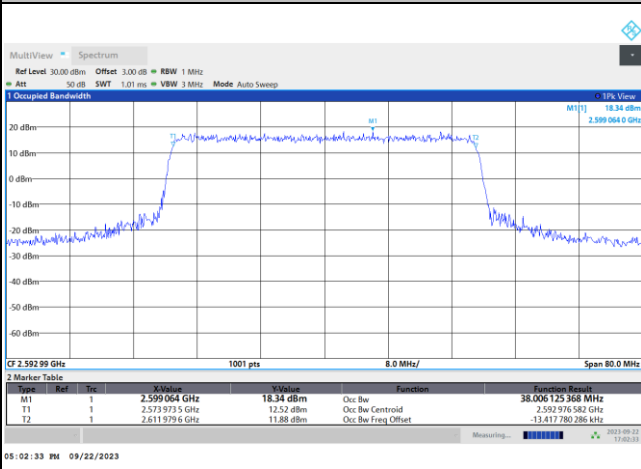 MultiView Spectrum
Ref Level 30.00 dBm Offset 3.00 dB RBW 1 MHz
Att 50 dB SWT 1.01 ms VBW 3 MHz Mode Auto Sweep
1 Occupied Bandwidth 1Pk View
M1[1] 18.34 dBm
2.599 064 0 GHz
M1
T1 T2
20 dBm
10 dBm
0 dBm
-10 dBm
-20 dBm
-30 dBm
-40 dBm
-50 dBm
-60 dBm
CF 2.592 99 GHz 1001 pts 8.0 MHz/ Span 80.0 MHz
2 Marker Table
Type Ref Trc X-Value Y-Value Function Function Result
M1 1 2.599 064 GHz 18.34 dBm Occ Bw 38.006 125 368 MHz
T1 1 2.573 973 5 GHz 12.52 dBm Occ Bw Centroid 2.592 976 582 GHz
T2 1 2.611 979 6 GHz 11.88 dBm Occ Bw Freq Offset -13.417 780 286 kHz
Measuring... 2023-09-22
17:02:33
05:02:33 PM 09/22/2023